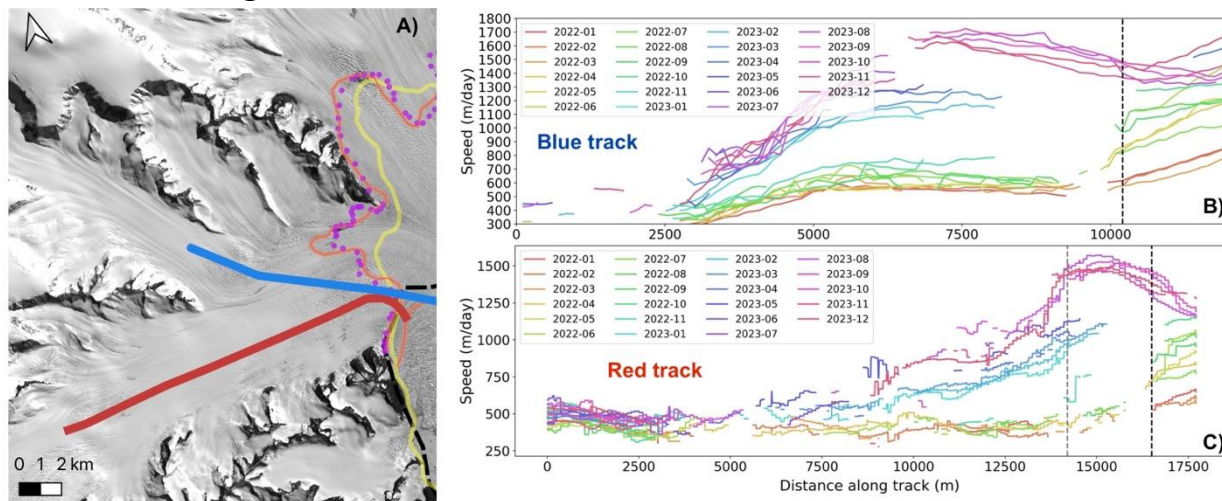 A)
0 1 2 km
1800
1700
1600
1500
1400
1300
1200
1100
1000
900
800
700
600
500
400
300
Speed (m/day)
2022-01 2022-07 2023-02 2023-08
2022-02 2022-08 2023-03 2023-09
2022-03 2022-09 2023-04 2023-10
2022-04 2022-10 2023-05 2023-11
2022-05 2022-11 2023-06 2023-12
2022-06 2023-01 2023-07
Blue track
B)
0 2500 5000 7500 10000
1500
1250
1000
750
500
250
Speed (m/day)
2022-01 2022-07 2023-02 2023-08
2022-02 2022-08 2023-03 2023-09
2022-03 2022-09 2023-04 2023-10
2022-04 2022-10 2023-05 2023-11
2022-05 2022-11 2023-06 2023-12
2022-06 2023-01 2023-07
Red track
C)
0 2500 5000 7500 10000 12500 15000 17500
Distance along track (m)